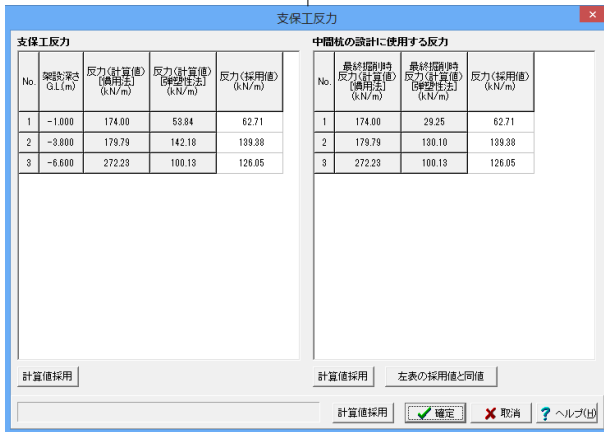 支保工反力
×
支保工反力
No. 架設深さ G.L(m) 反力(計算値) [慣用法] (kN/m) 反力(計算値) [弾塑性法] (kN/m) 反力(採用値) (kN/m)
1 -1.000 174.00 53.84 62.71
2 -3.800 179.79 142.18 139.38
3 -6.600 272.23 100.13 126.05
計算値採用
中間杭の設計に使用する反力
No. 最終掘削時 反力(計算値) [慣用法] (kN/m) 最終掘削時 反力(計算値) [弾塑性法] (kN/m) 反力(採用値) (kN/m)
1 174.00 29.25 62.71
2 179.79 130.10 139.38
3 272.23 100.13 126.05
計算値採用 左表の採用値と同値
計算値採用 確定 取消 ? ヘルプ(H)